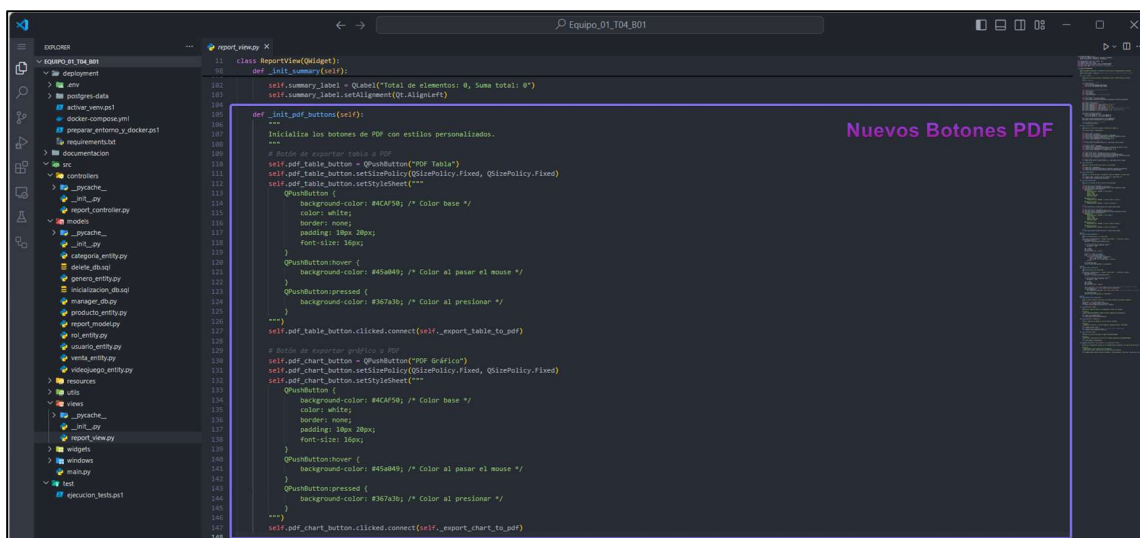 Equipo_01_T04_B01
EXPLORER
EQUIPO_01_T04_B01
deployment
.env
postgres-data
activar_venv.ps1
docker-compose.yml
preparar_entorno_y_docker.ps1
requirements.txt
documentacion
src
controllers
__pycache__
__init__.py
report_controller.py
models
__pycache__
__init__.py
categoria_entity.py
delete_db.sql
genero_entity.py
inicializacion_db.sql
manager_db.py
producto_entity.py
report_model.py
rol_entity.py
usuario_entity.py
venta_entity.py
videojuego_entity.py
resources
utils
views
__pycache__
__init__.py
report_view.py
widgets
windows
main.py
test
ejecucion_tests.ps1
report_view.py
11 class ReportView(QWidget):
98 def _init_summary(self):
102 self.summary_label = QLabel("Total de elementos: 0, Suma total: 0")
103 self.summary_label.setAlignment(Qt.AlignLeft)
104
105 def _init_pdf_buttons(self):
Nuevos Botones PDF
106 """
107 Inicializa los botones de PDF con estilos personalizados.
108 """
109 # Botón de exportar tabla a PDF
110 self.pdf_table_button = QPushButton("PDF Tabla")
111 self.pdf_table_button.setSizePolicy(QSizePolicy.Fixed, QSizePolicy.Fixed)
112 self.pdf_table_button.setStyleSheet("""
113 QPushButton {
114 background-color: #4CAF50; /* Color base */
115 color: white;
116 border: none;
117 padding: 10px 20px;
118 font-size: 16px;
119 }
120 QPushButton:hover {
121 background-color: #45a049; /* Color al pasar el mouse */
122 }
123 QPushButton:pressed {
124 background-color: #367a3b; /* Color al presionar */
125 }
126 """)
127 self.pdf_table_button.clicked.connect(self._export_table_to_pdf)
128
129 # Botón de exportar gráfico a PDF
130 self.pdf_chart_button = QPushButton("PDF Gráfico")
131 self.pdf_chart_button.setSizePolicy(QSizePolicy.Fixed, QSizePolicy.Fixed)
132 self.pdf_chart_button.setStyleSheet("""
133 QPushButton {
134 background-color: #4CAF50; /* Color base */
135 color: white;
136 border: none;
137 padding: 10px 20px;
138 font-size: 16px;
139 }
140 QPushButton:hover {
141 background-color: #45a049; /* Color al pasar el mouse */
142 }
143 QPushButton:pressed {
144 background-color: #367a3b; /* Color al presionar */
145 }
146 """)
147 self.pdf_chart_button.clicked.connect(self._export_chart_to_pdf)
148